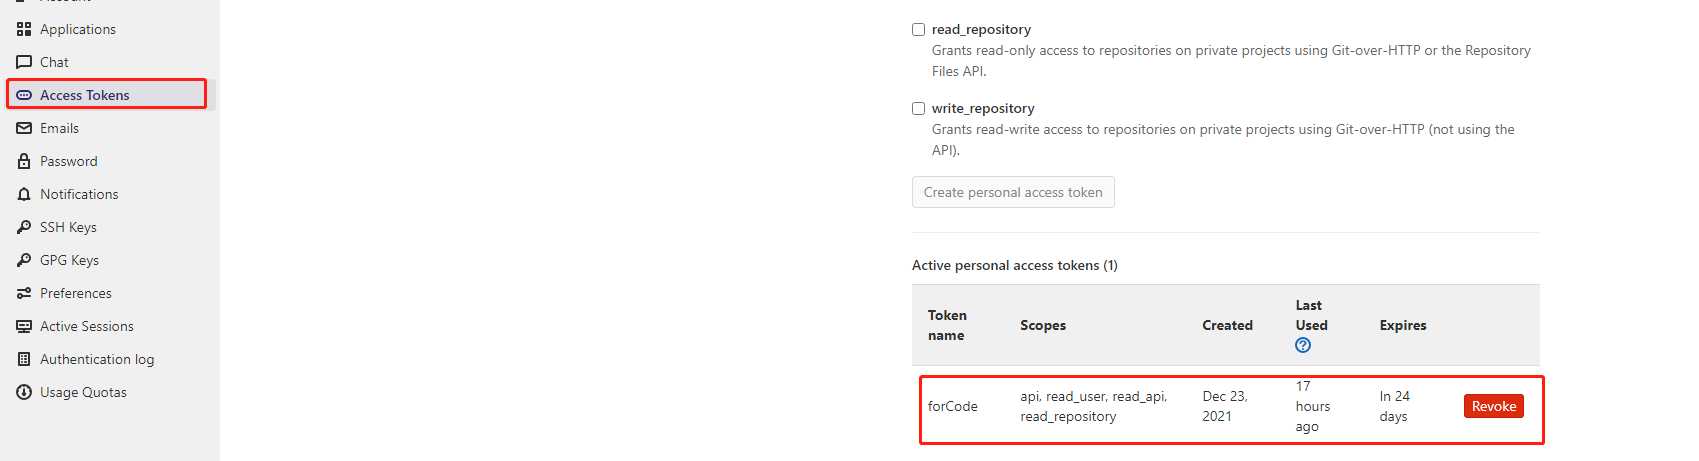 Applications
Chat
Access Tokens
Emails
Password
Notifications
SSH Keys
GPG Keys
Preferences
Active Sessions
Authentication log
Usage Quotas
read_repository
Grants read-only access to repositories on private projects using Git-over-HTTP or the Repository
Files API.
write_repository
Grants read-write access to repositories on private projects using Git-over-HTTP (not using the
API).
Create personal access token
Active personal access tokens (1)
Token
name
Scopes
Created
Last
Used
Expires
forCode
api, read_user, read_api,
read_repository
Dec 23,
2021
17
hours
ago
In 24
days
Revoke